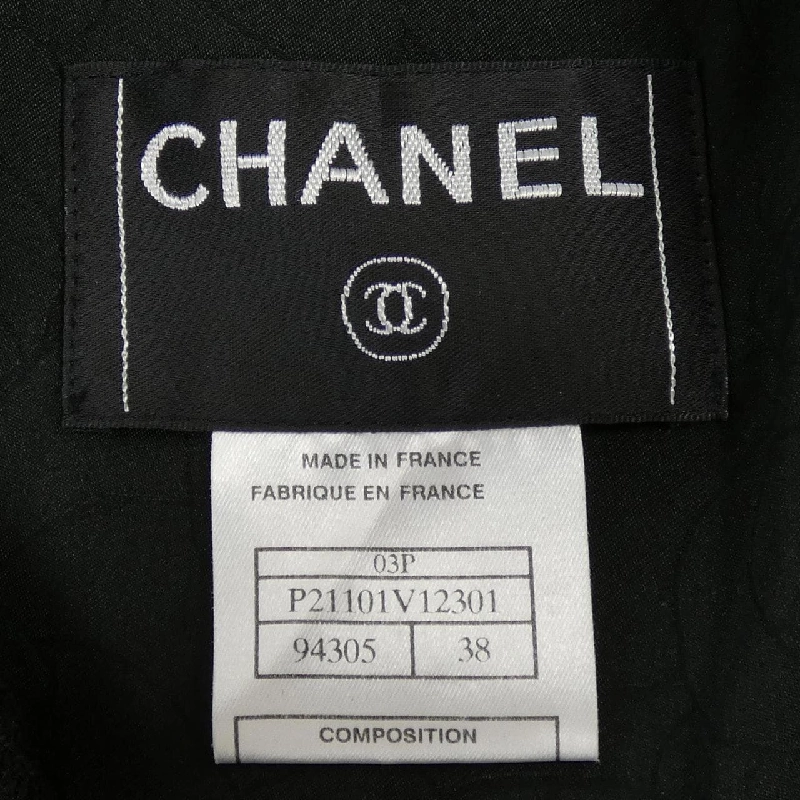 CHANEL
MADE IN FRANCE
FABRIQUE EN FRANCE
03P
P21101V12301
94305 38
COMPOSITION